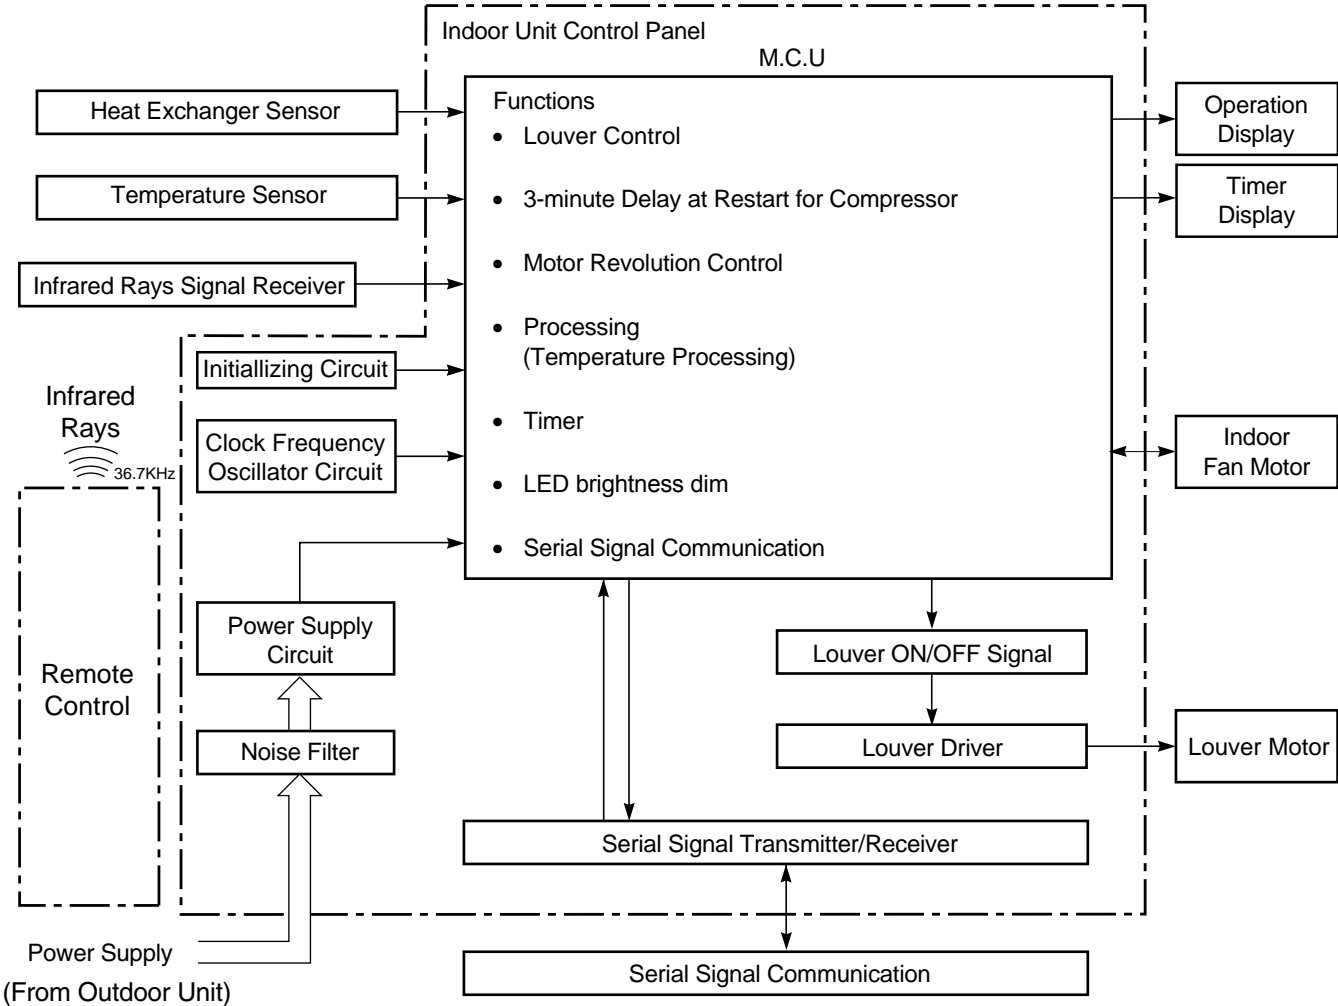 Indoor Unit Control Panel
M.C.U
Heat Exchanger Sensor
Temperature Sensor
Infrared Rays Signal Receiver
Initiallizing Circuit
Clock Frequency
Oscillator Circuit
Infrared
Rays
36.7KHz
Remote
Control
Power Supply
Circuit
Noise Filter
Power Supply
(From Outdoor Unit)
Functions
• Louver Control
• 3-minute Delay at Restart for Compressor
• Motor Revolution Control
• Processing
(Temperature Processing)
• Timer
• LED brightness dim
• Serial Signal Communication
Operation
Display
Timer
Display
Indoor
Fan Motor
Louver ON/OFF Signal
Louver Driver
Louver Motor
Serial Signal Transmitter/Receiver
Serial Signal Communication